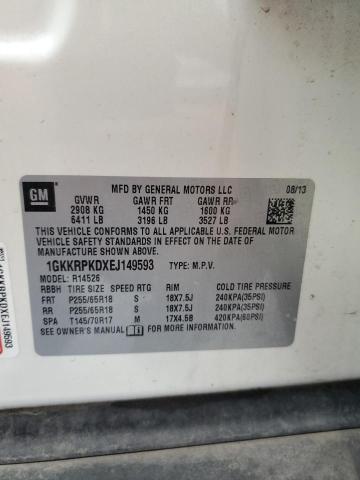 GM
MFD BY GENERAL MOTORS LLC 08/13
GVWR GAWR FRT GAWR RR
2908 KG 1450 KG 1600 KG
6411 LB 3196 LB 3527 LB
THIS VEHICLE CONFORMS TO ALL APPLICABLE U.S. FEDERAL
MOTOR VEHICLE SAFETY STANDARDS IN EFFECT ON THE DATE OF
MANUFACTURE SHOWN ABOVE.
1GKKRPKDXEJ149593 TYPE: M.P.V.
MODEL: R14526
RBBH TIRE SIZE SPEED RTG RIM COLD TIRE PRESSURE
FRT P255/65R18 S 18X7.5J 240KPA(35PSI)
RR P255/65R18 S 18X7.5J 240KPA(35PSI)
SPA T145/70R17 M 17X4.5B 420KPA(60PSI)
SEE OWNER'S MANUAL FOR MORE INFORMATION.
1GKKRPKDXEJ149593